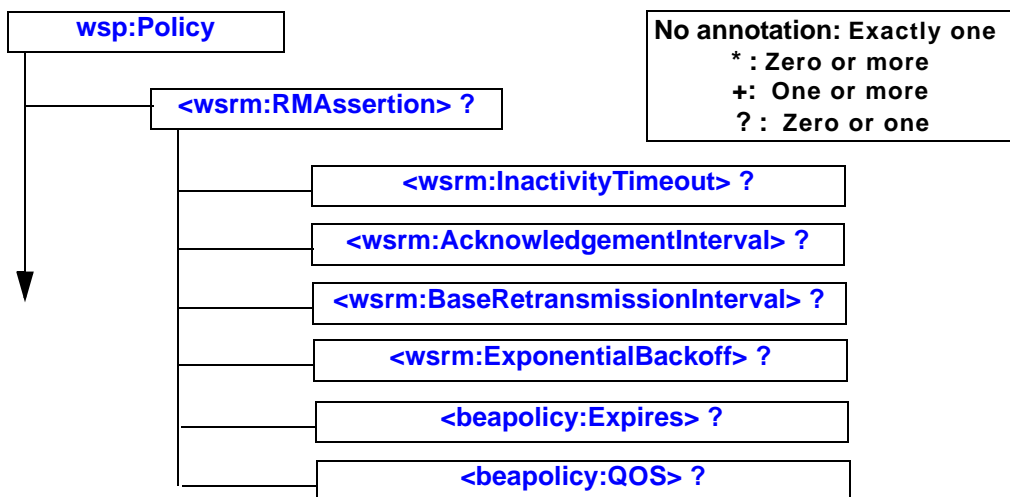 wsp:Policy
No annotation: Exactly one
* : Zero or more
+: One or more
? : Zero or one
<wsrm:RMAssertion> ?
<wsrm:InactivityTimeout> ?
<wsrm:AcknowledgementInterval> ?
<wsrm:BaseRetransmissionInterval> ?
<wsrm:ExponentialBackoff> ?
<beapolicy:Expires> ?
<beapolicy:QOS> ?